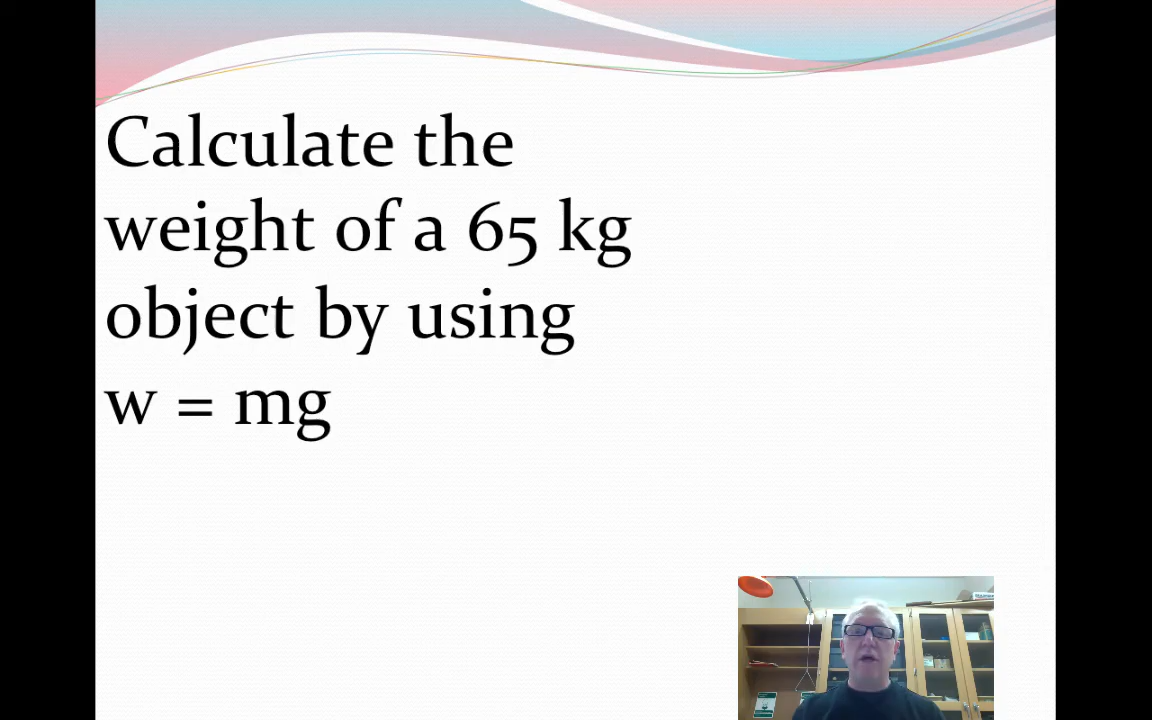 Calculate the
weight of a 65 kg
object by using
w = mg